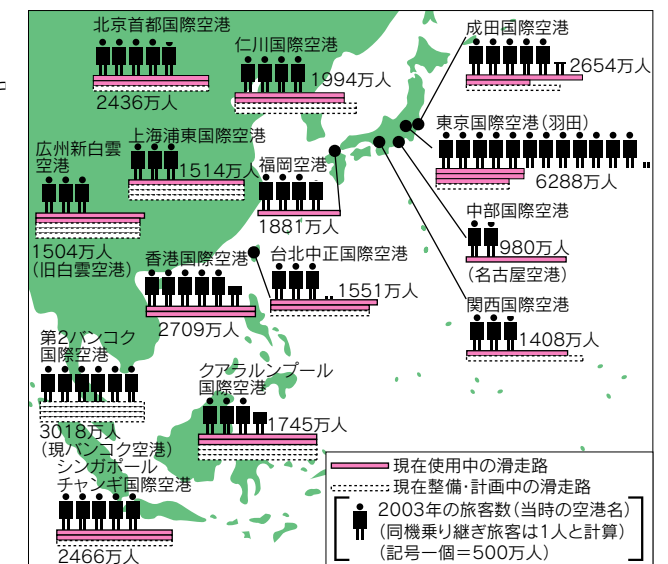 北京首都国際空港
2436万人
仁川国際空港
1994万人
成田国際空港
2654万人
東京国際空港(羽田)
6288万人
広州新白雲
空港
1504万人
(旧白雲空港)
上海浦東国際空港
1514万人
福岡空港
1881万人
中部国際空港
980万人
(名古屋空港)
香港国際空港
2709万人
台北中正国際空港
1551万人
関西国際空港
1408万人
第2バンコク
国際空港
3018万人
(現バンコク空港)
クアラルンプール
国際空港
1745万人
シンガポール
チャンギ国際空港
2466万人
現在使用中の滑走路
現在整備・計画中の滑走路
2003年の旅客数(当時の空港名)
(同機乗り継ぎ旅客は1人と計算)
(記号一個=500万人)